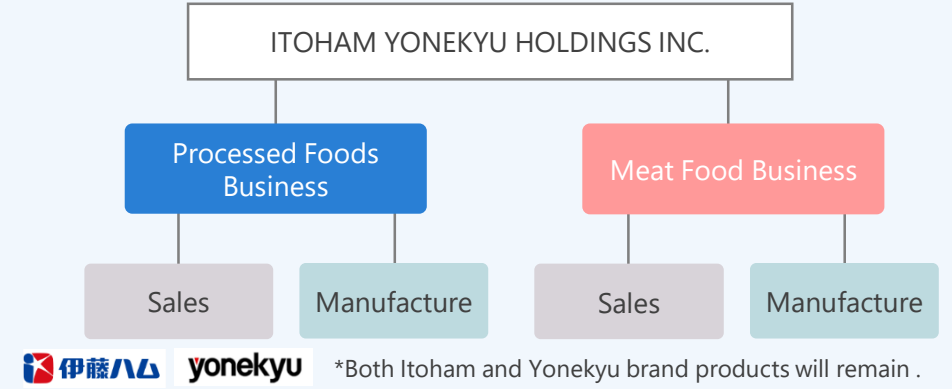 ITOHAM YONEKYU HOLDINGS INC.
Processed Foods
Business
Meat Food Business
Sales
Manufacture
Sales
Manufacture
伊藤ハム
yonekyu
*Both Itoham and Yonekyu brand products will remain .